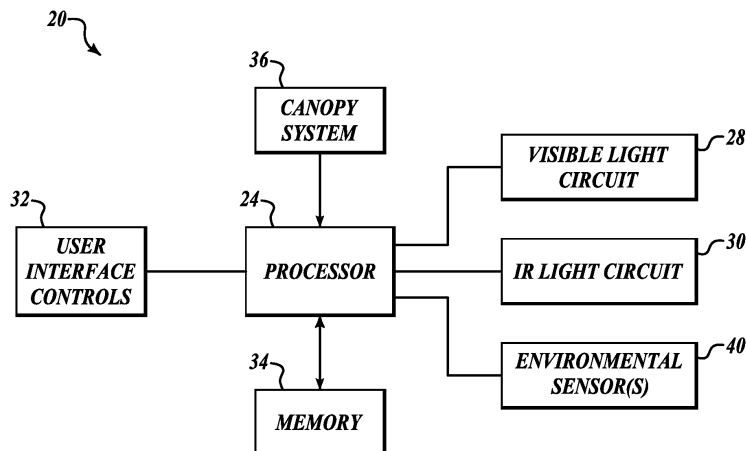 20
36
CANOPY
SYSTEM
28
VISIBLE LIGHT
CIRCUIT
32
USER
INTERFACE
CONTROLS
24
PROCESSOR
30
IR LIGHT CIRCUIT
34
MEMORY
40
ENVIRONMENTAL
SENSOR(S)